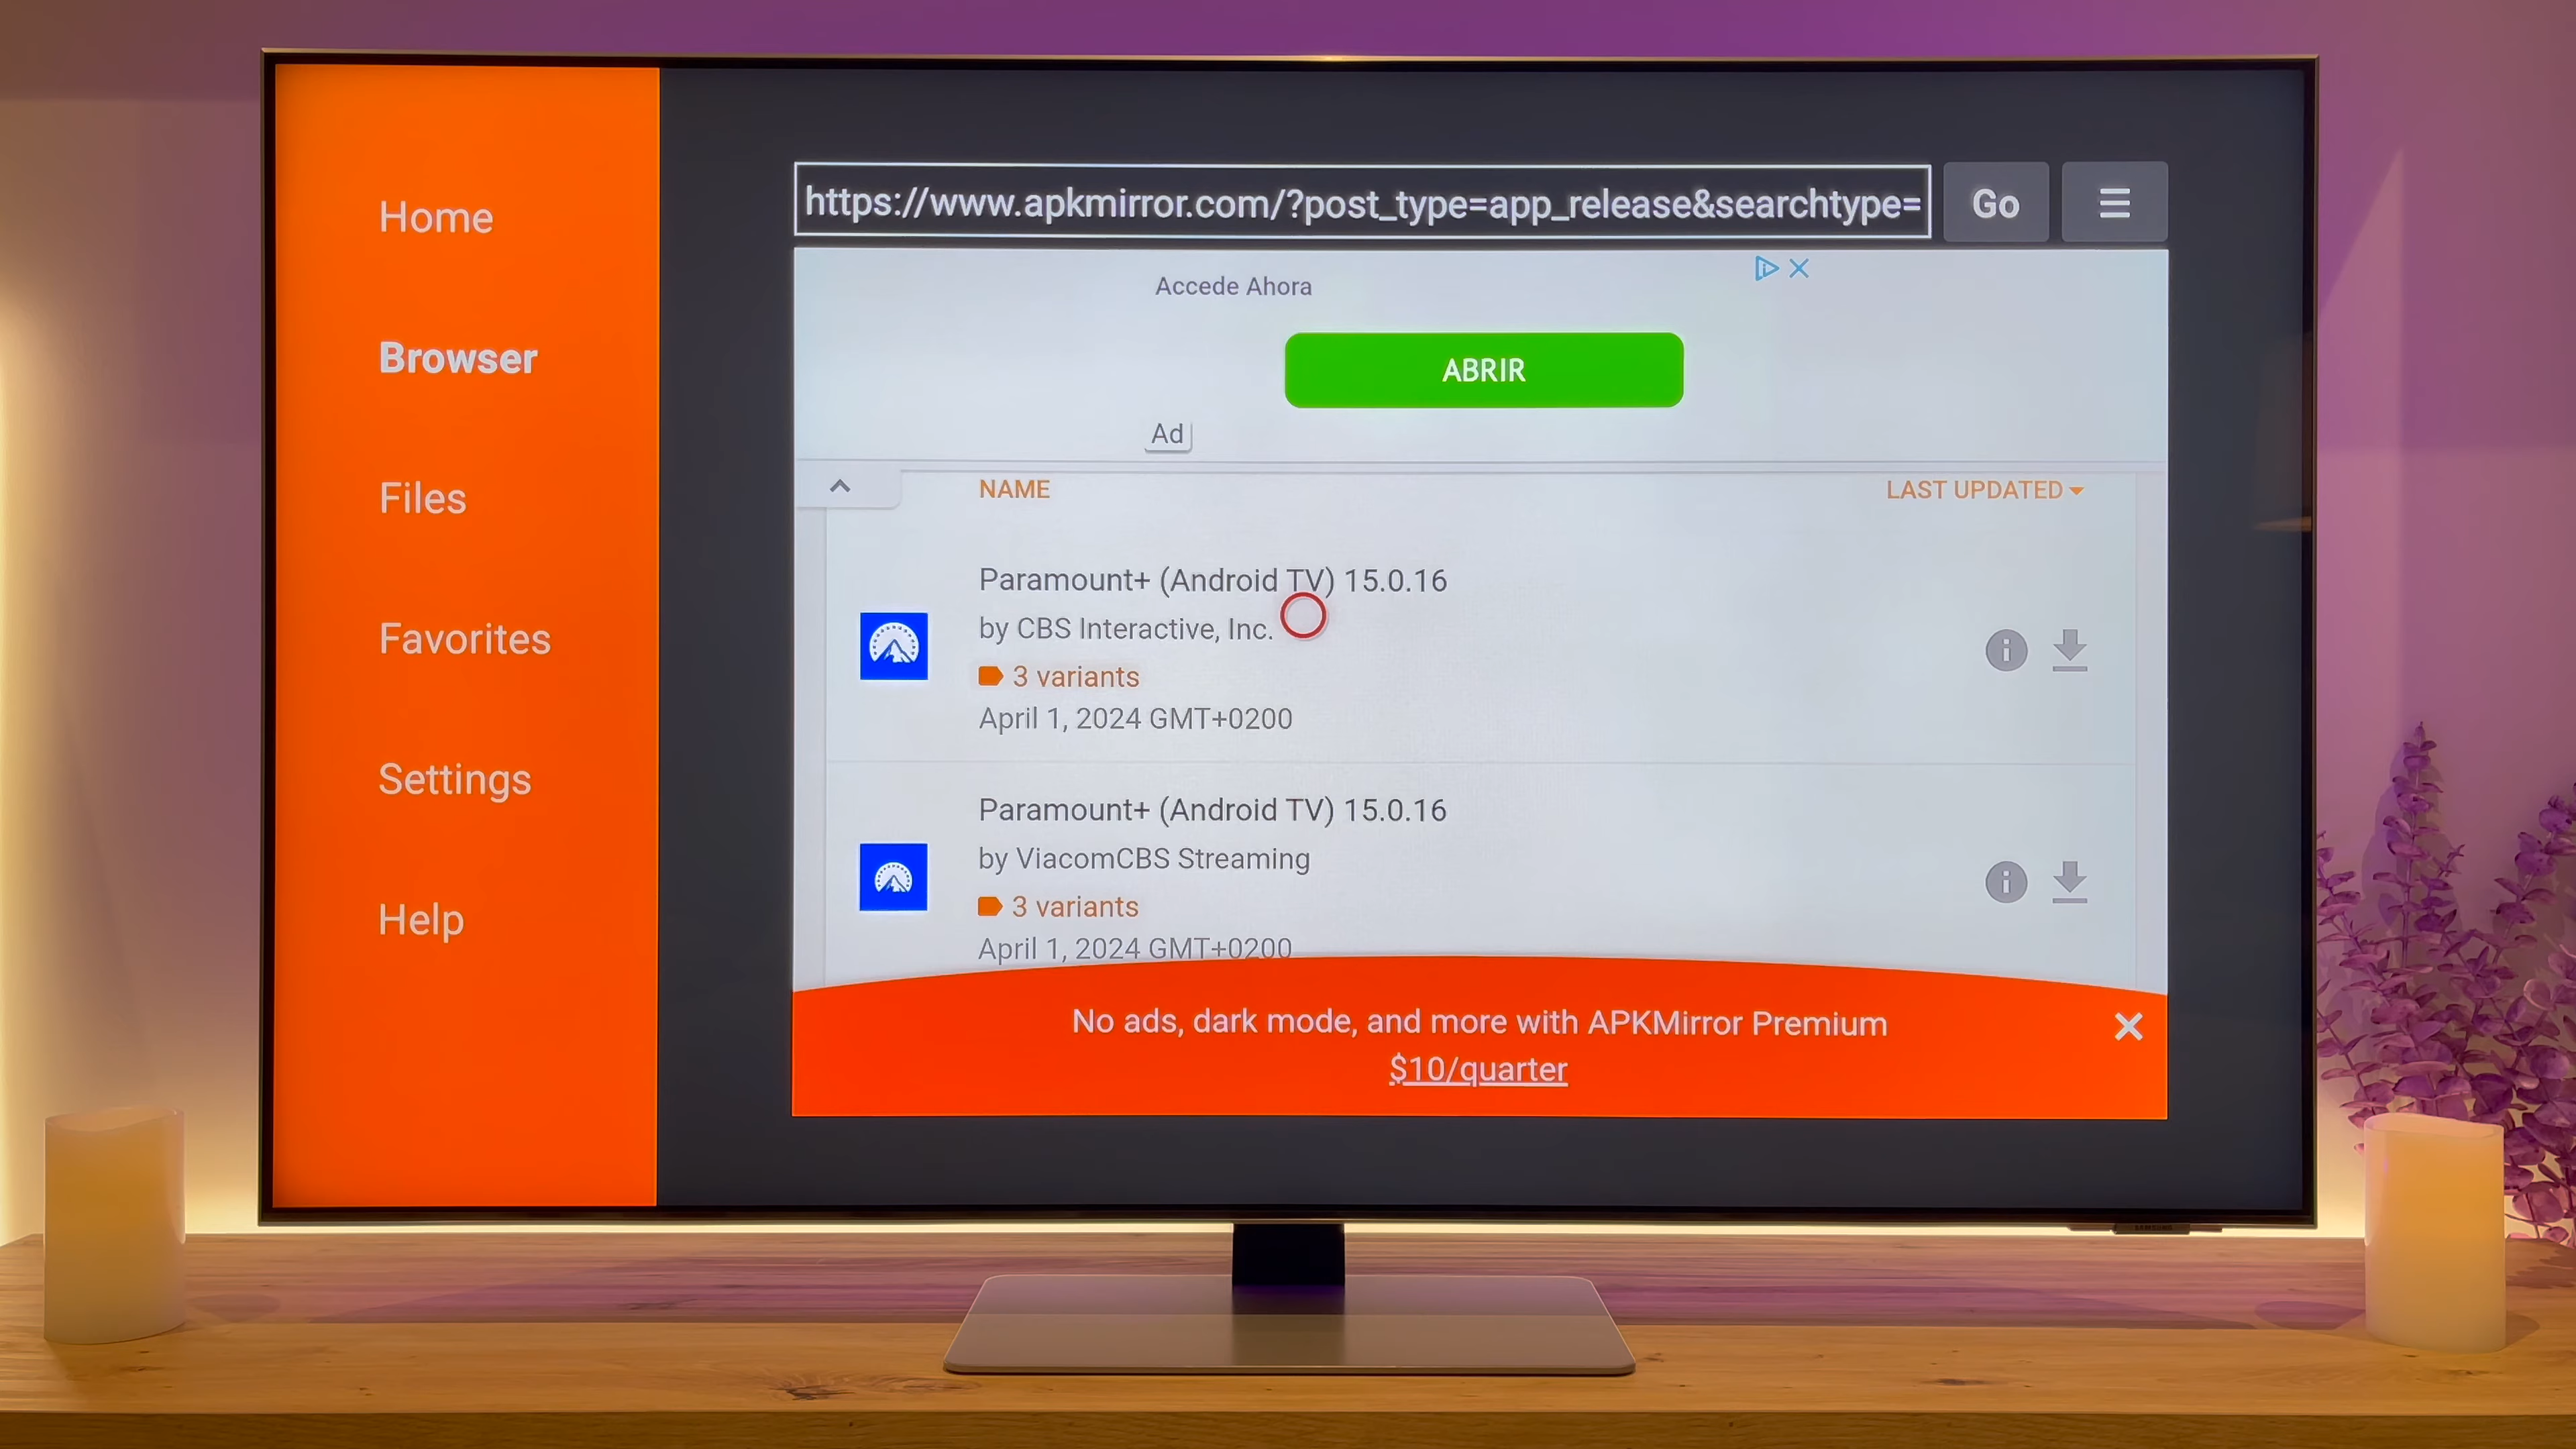 Home
Browser
Files
Favorites
Settings
Help
https://www.apkmirror.com/?post_type=app_release&searchtype=
Go
Accede Ahora
ABRIR
Ad
NAME
LAST UPDATED
Paramount+ (Android TV) 15.0.16
by CBS Interactive, Inc.
3 variants
April 1, 2024 GMT+0200
Paramount+ (Android TV) 15.0.16
by ViacomCBS Streaming
3 variants
April 1, 2024 GMT+0200
No ads, dark mode, and more with APKMirror Premium
$10/quarter
SAMSUNG